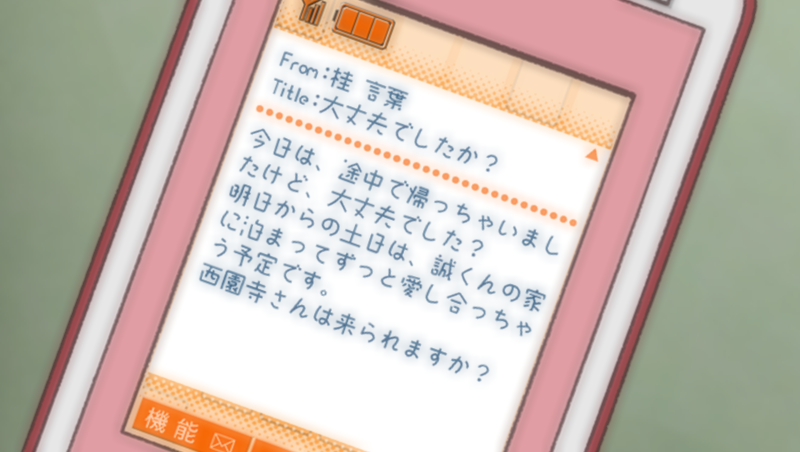 From:桂 言葉
Title:大丈夫でしたか?
今日は、途中で帰っちゃいまし
たけど、大丈夫でした?
明日からの土日は、誠くんの家
に泊まってずっと愛し合っちゃ
う予定です。
西園寺さんは来られますか?
機能